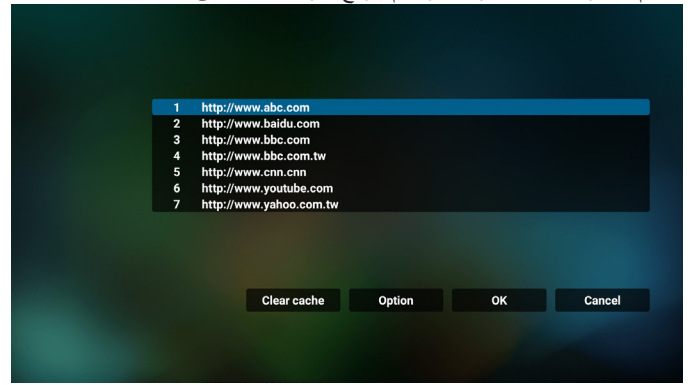 1 http://www.abc.com
2 http://www.baidu.com
3 http://www.bbc.com
4 http://www.bbc.com.tw
5 http://www.cnn.cnn
6 http://www.youtube.com
7 http://www.yahoo.com.tw
Clear cache Option OK Cancel